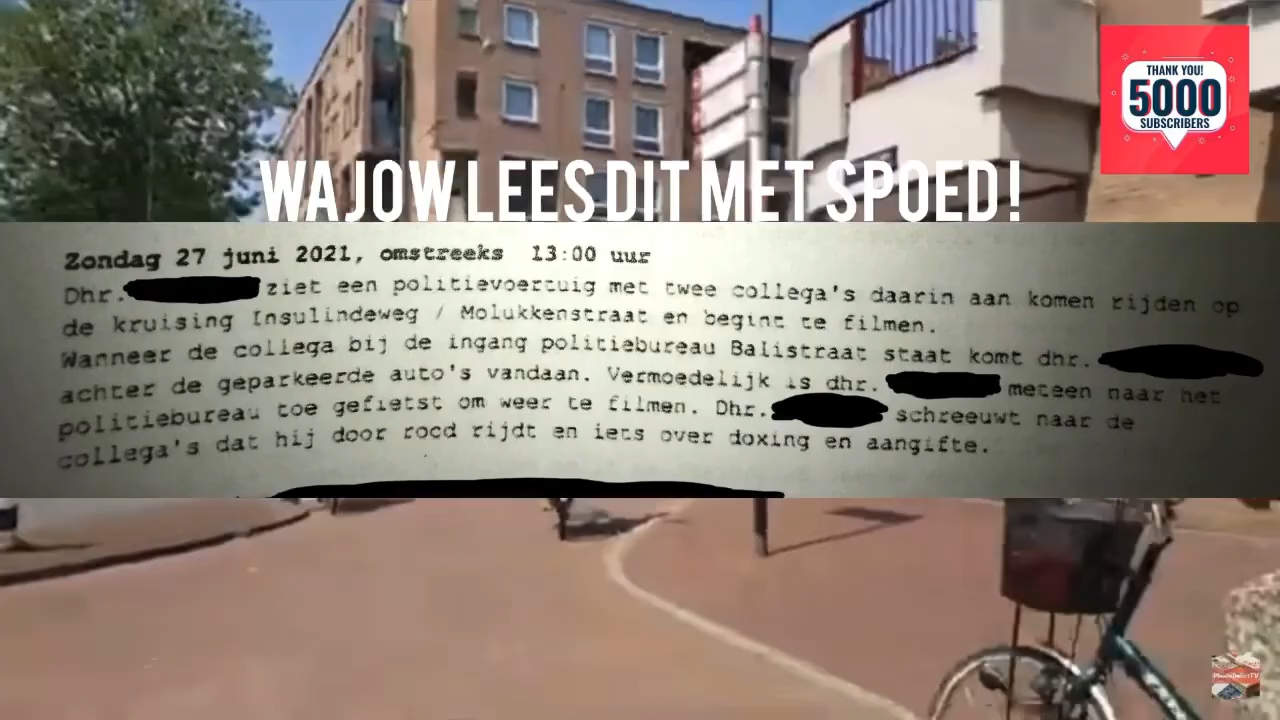 THANK YOU!
5000
SUBSCRIBERS
WAJOW LEES DIT MET SPOED!
Zondag 27 juni 2021, omstreeks 13:00 uur
Dhr. ziet een politievoertuig met twee collega's daarin aan komen rijden op
de kruising Insulindeweg / Molukkenstraat en begint te filmen.
Wanneer de collega bij de ingang politiebureau Balistraat staat komt dhr.
achter de geparkeerde auto's vandaan. Vermoedelijk is dhr. meteen naar het
politiebureau toe gefietst om weer te filmen. Dhr. schreeuwt naar de
collega's dat hij door rood rijdt en iets over doxing en aangifte.